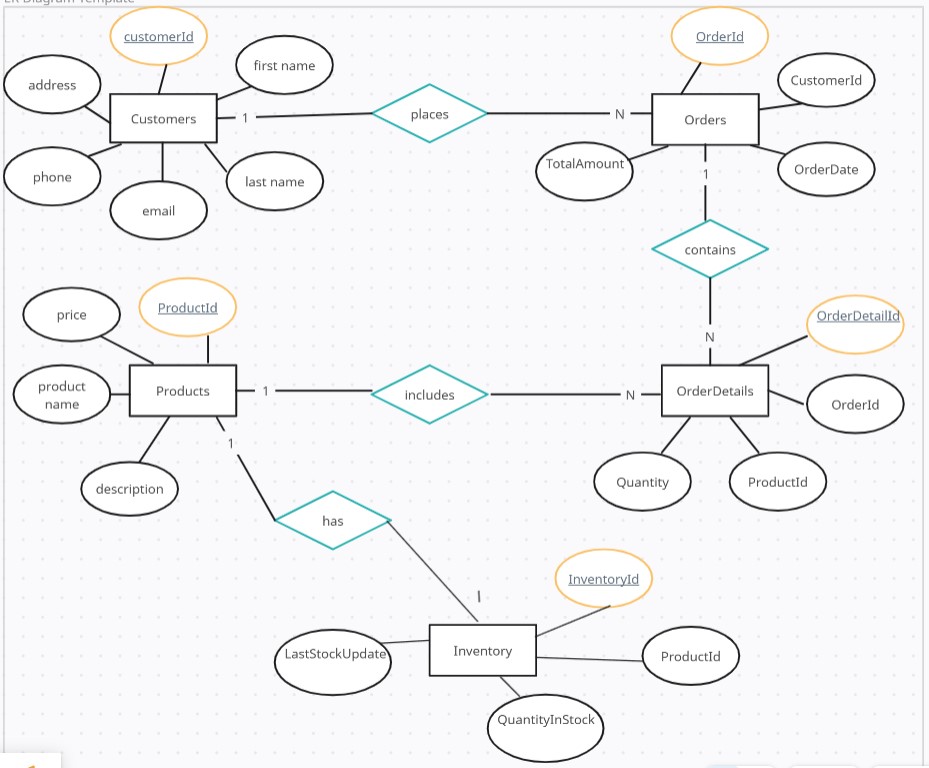 ER Diagram Template
customerId
OrderId
first name
address
CustomerId
Customers
1
places
N
Orders
TotalAmount
OrderDate
phone
last name
1
email
contains
price
ProductId
OrderDetailId
N
product
name
Products
1
includes
N
OrderDetails
OrderId
1
description
Quantity
ProductId
has
InventoryId
I
LastStockUpdate
Inventory
ProductId
QuantityInStock